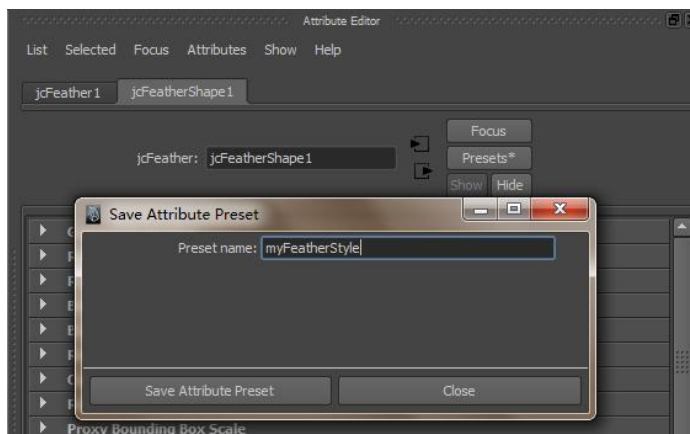 Attribute Editor
List Selected Focus Attributes Show Help
jcFeather1 jcFeatherShape1
Focus
jcFeather: jcFeatherShape1 Presets*
Show Hide
Save Attribute Preset
Preset name: myFeatherStyle
Save Attribute Preset Close
Proxy Bounding Box Scale